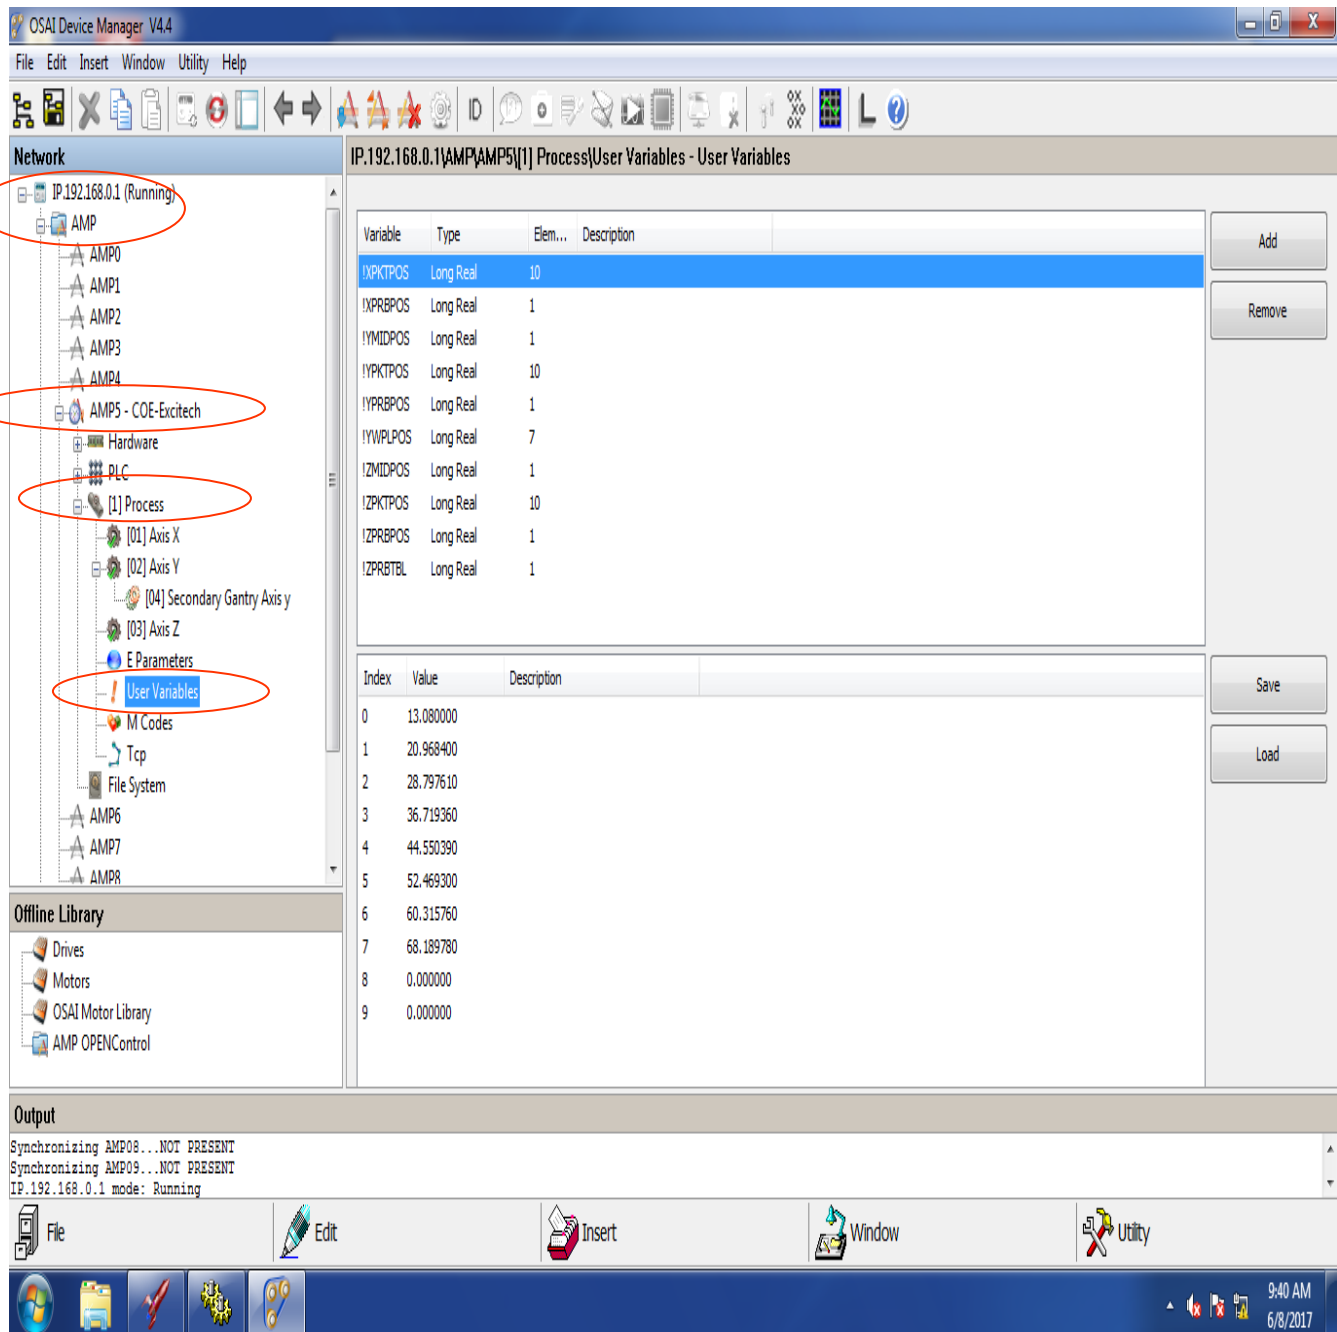 OSAI Device Manager V4.4
File Edit Insert Window Utility Help
ID
L
Network
IP.192.168.0.1 (Running)
AMP
AMP0
AMP1
AMP2
AMP3
AMP4
AMP5 - COE-Excitech
Hardware
PLC
[1] Process
[01] Axis X
[02] Axis Y
[04] Secondary Gantry Axis y
[03] Axis Z
E Parameters
User Variables
M Codes
Tcp
File System
AMP6
AMP7
AMP8
Offline Library
Drives
Motors
OSAI Motor Library
AMP OPENControl
IP.192.168.0.1\AMP\AMP5\[1] Process\User Variables - User Variables
Variable Type Elem... Description
!XPKTPOS Long Real 10
!XPRBPOS Long Real 1
!YMIDPOS Long Real 1
!YPKTPOS Long Real 10
!YPRBPOS Long Real 1
!YWPLPOS Long Real 7
!ZMIDPOS Long Real 1
!ZPKTPOS Long Real 10
!ZPRBPOS Long Real 1
!ZPRBTBL Long Real 1
Add
Remove
Index Value Description
0 13.080000
1 20.968400
2 28.797610
3 36.719360
4 44.550390
5 52.469300
6 60.315760
7 68.189780
8 0.000000
9 0.000000
Save
Load
Output
Synchronizing AMP08...NOT PRESENT
Synchronizing AMP09...NOT PRESENT
IP.192.168.0.1 mode: Running
File Edit Insert Window Utility
9:40 AM
6/8/2017